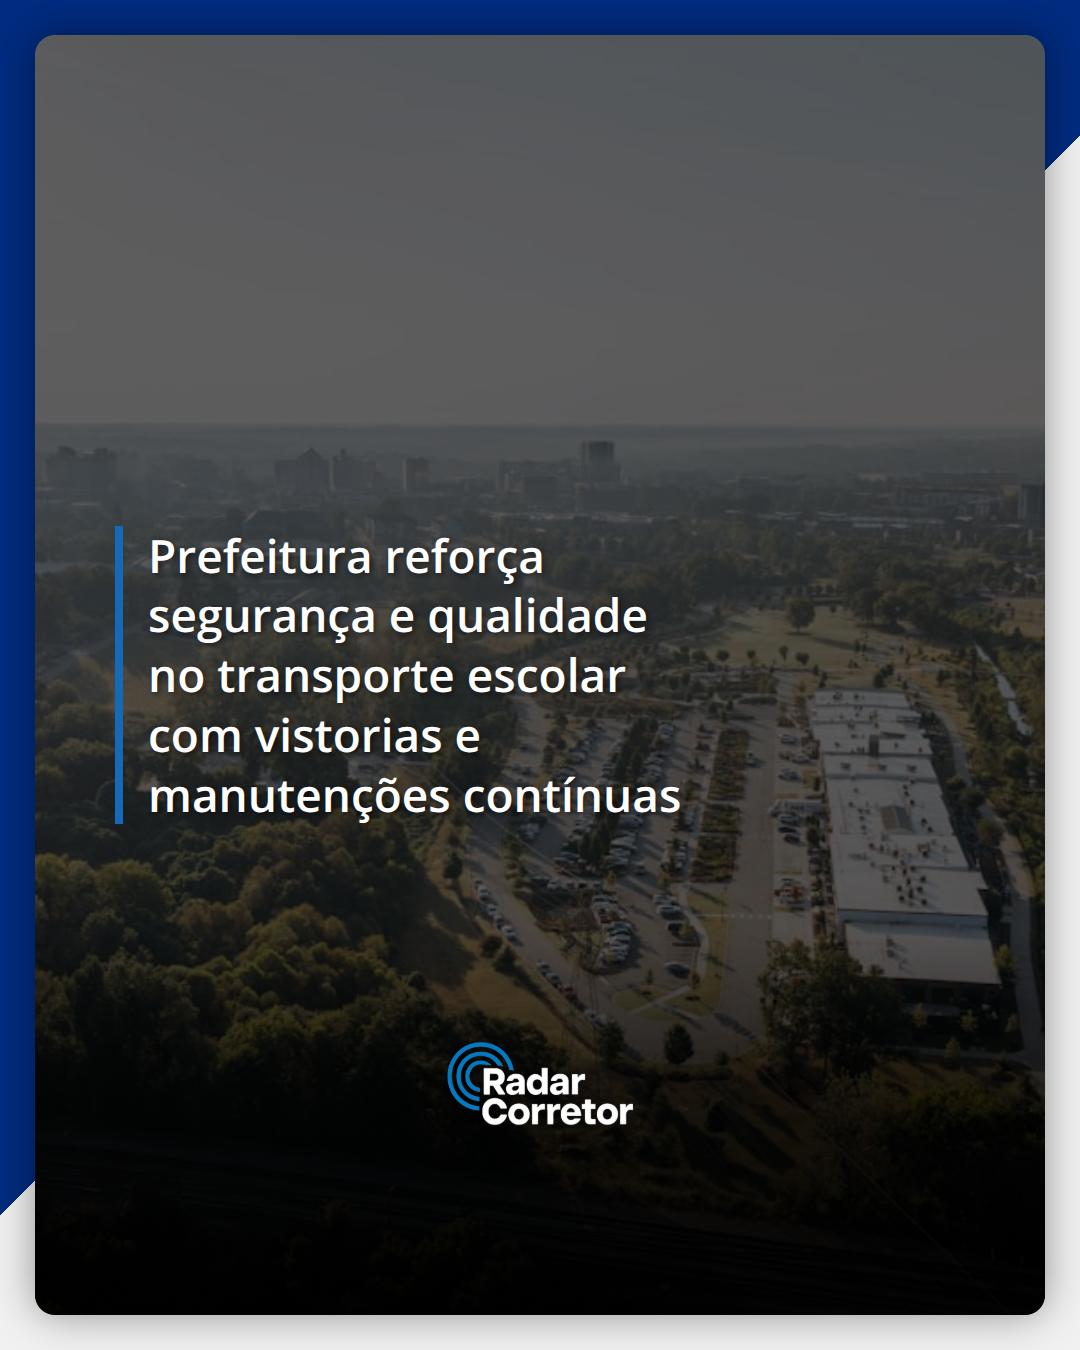 Prefeitura reforça
segurança e qualidade
no transporte escolar
com vistorias e
manutenções contínuas
Radar
Corretor